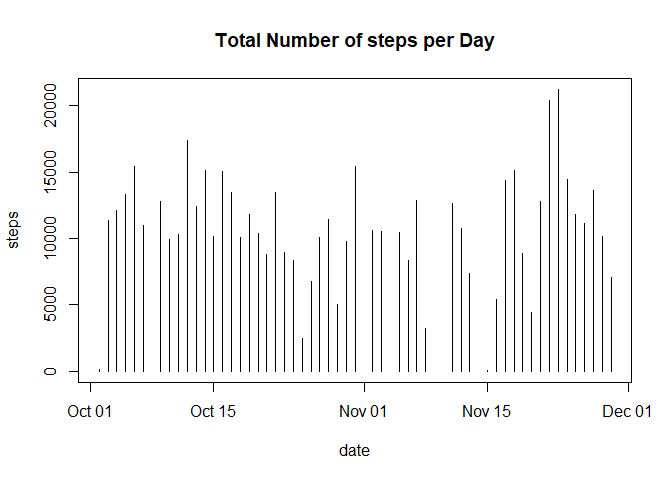 Total Number of steps per Day
steps
20000
15000
10000
5000
0
Oct 01 Oct 15 Nov 01 Nov 15 Dec 01
date